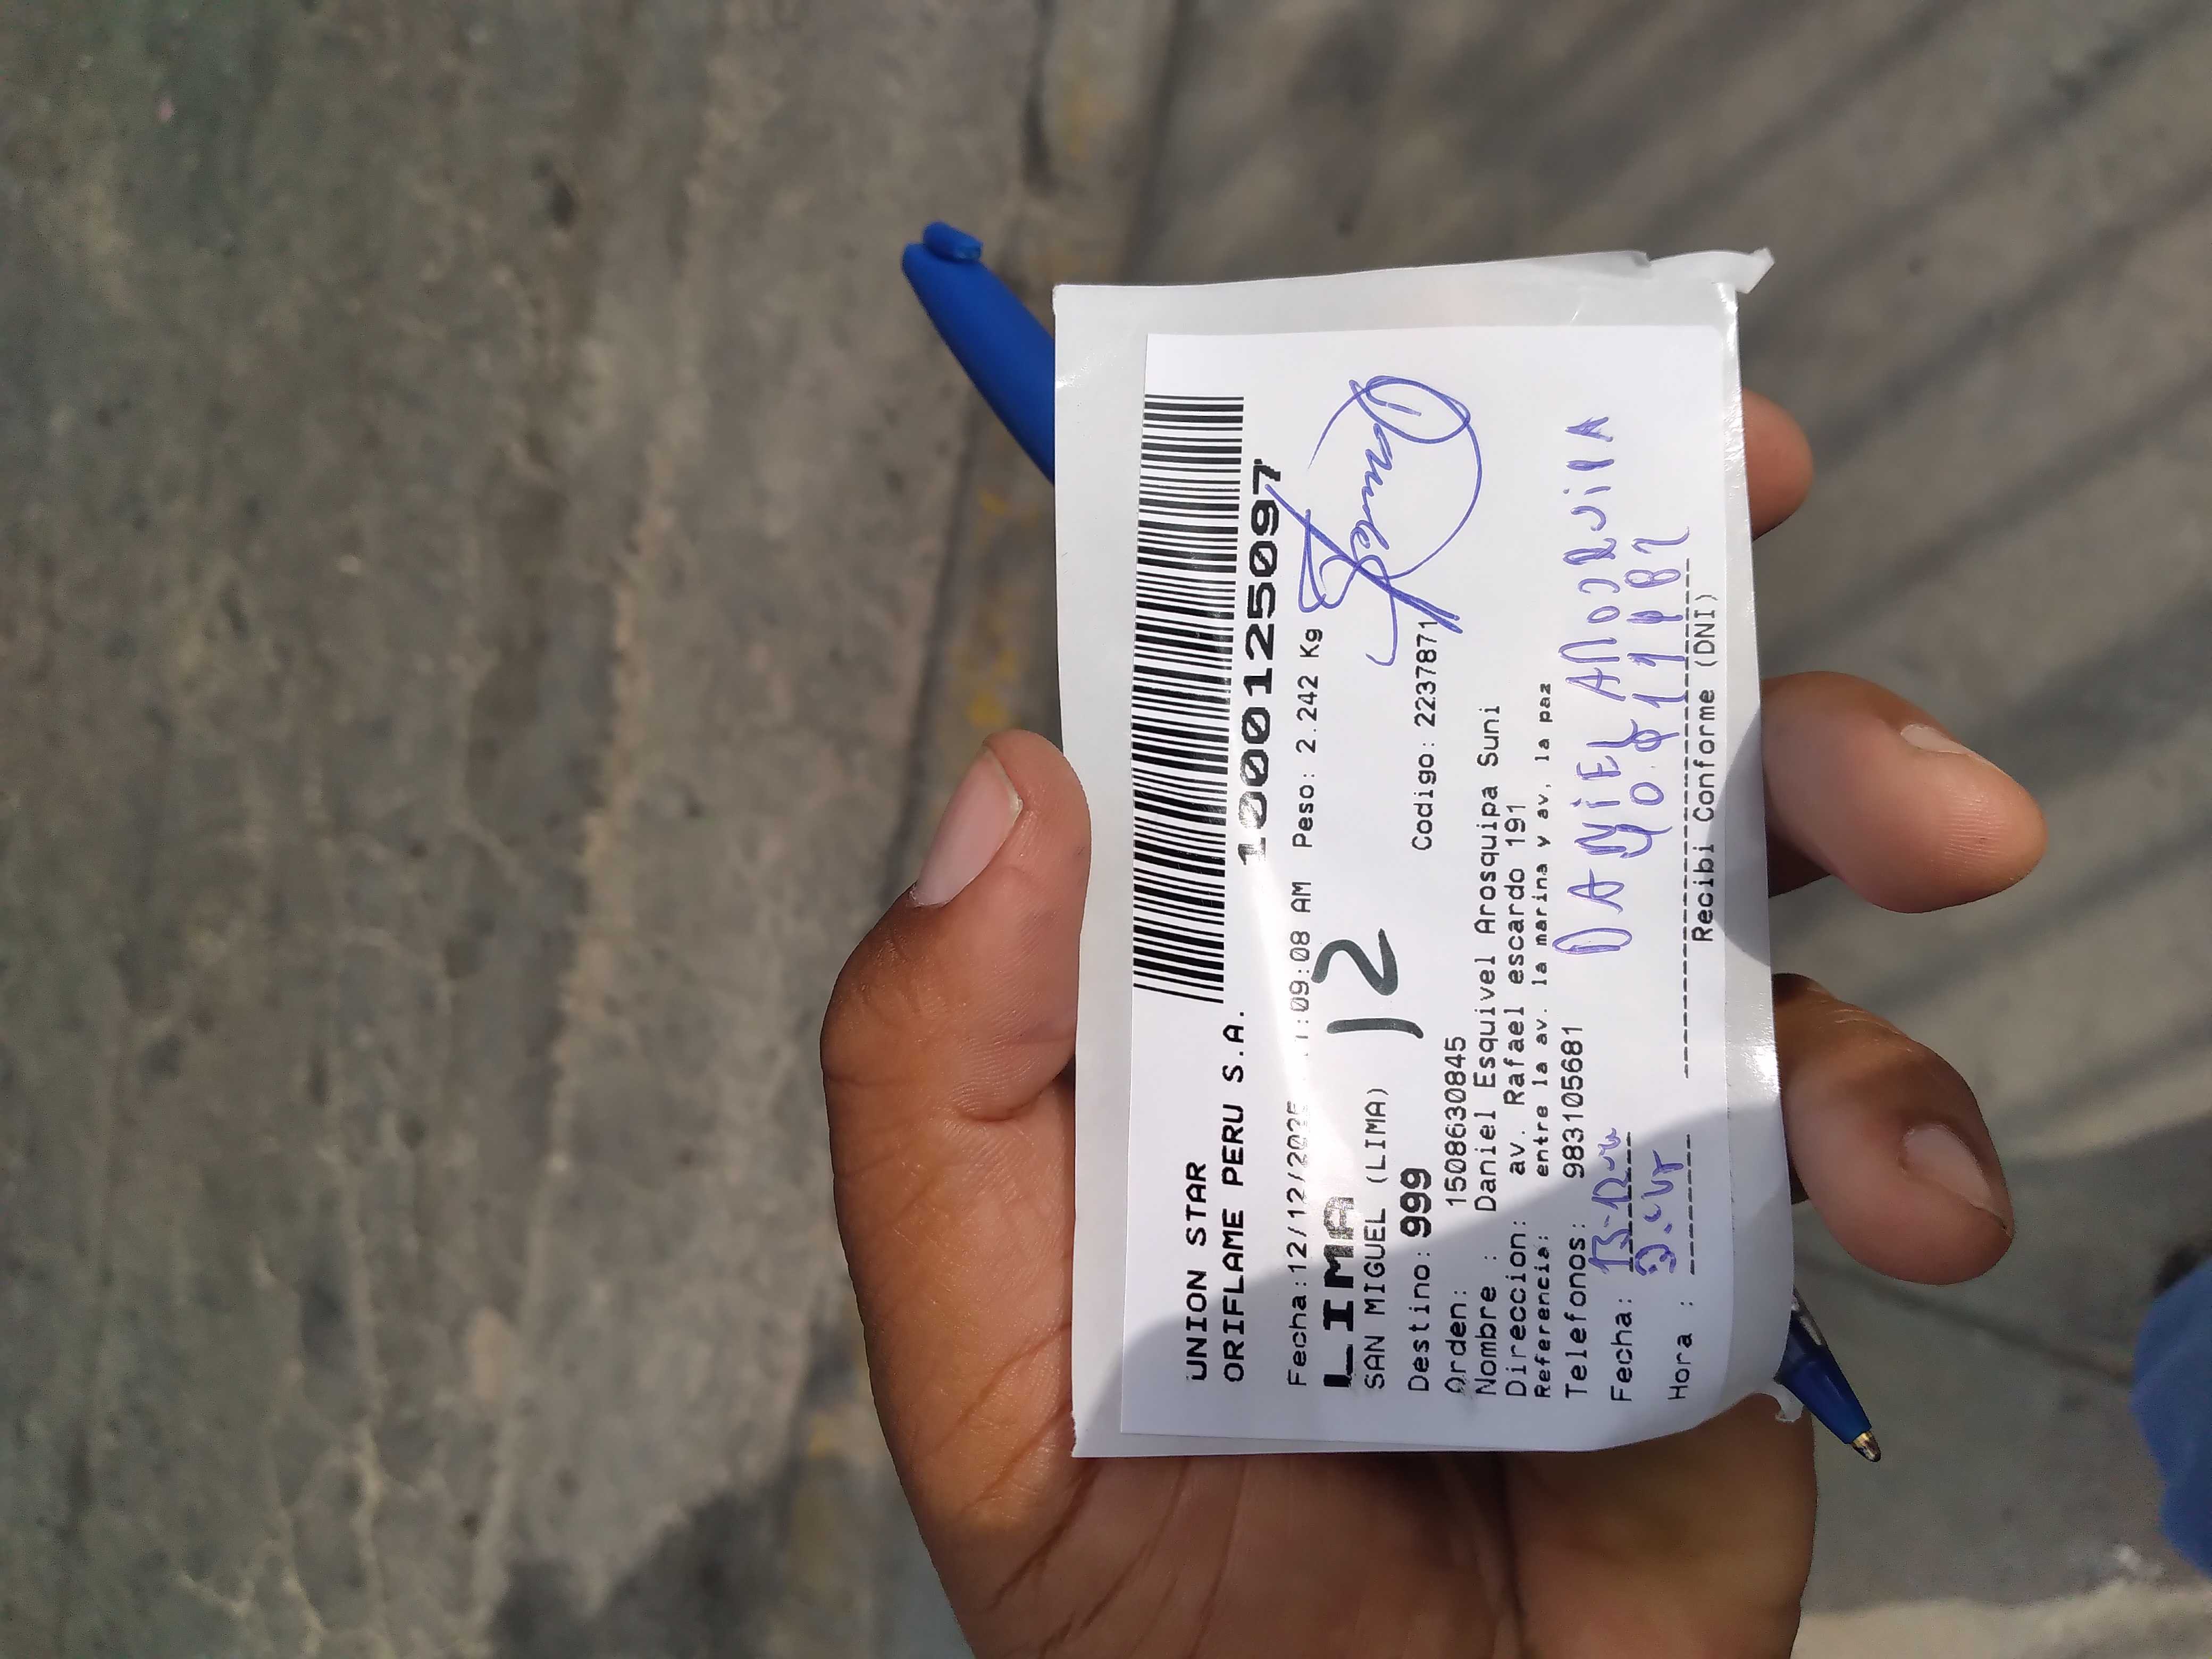 UNION STAR
ORIFLAME PERU S.A.
1000125097
Fecha:12/12/2025 11:09:08 AM Peso: 2.242 Kg
LIMA 12
SAN MIGUEL (LIMA)
Destino: 999 Codigo: 2237871
Orden: 1508630845
Nombre : Daniel Esquivel Arosquipa Suni
Direccion: av. Rafael escardo 191
Referencia: entre la av. la marina y av. la paz
Telefonos: 983105681
DANIEL
Fecha:
Hora :
Recibi Conforme (DNI)